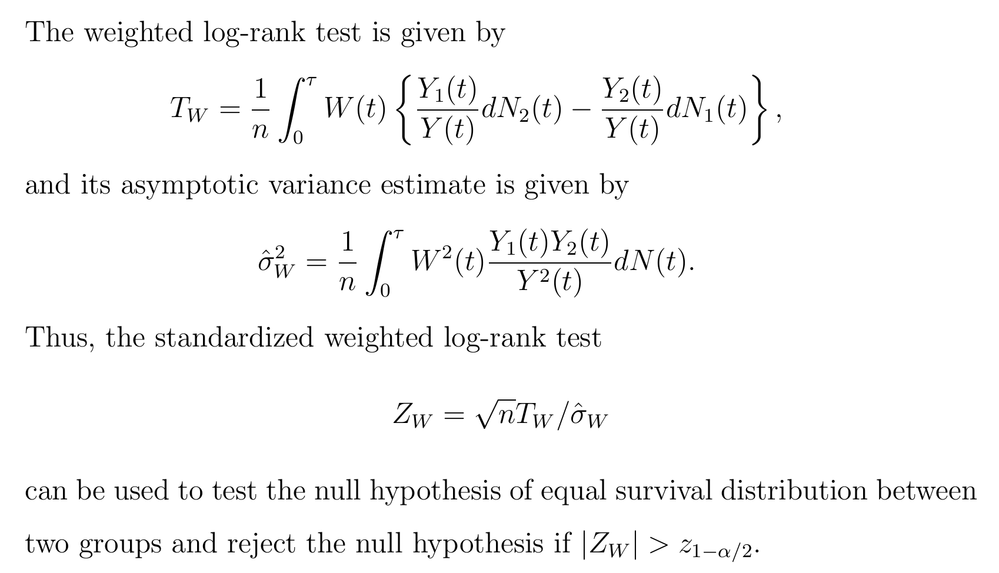 The weighted log-rank test is given by
$$T_W = \frac{1}{n} \int_0^\tau W(t) \left\{ \frac{Y_1(t)}{Y(t)} dN_2(t) - \frac{Y_2(t)}{Y(t)} dN_1(t) \right\},$$
and its asymptotic variance estimate is given by
$$\hat{\sigma}_W^2 = \frac{1}{n} \int_0^\tau W^2(t) \frac{Y_1(t)Y_2(t)}{Y^2(t)} dN(t).$$
Thus, the standardized weighted log-rank test
$$Z_W = \sqrt{n}T_W/\hat{\sigma}_W$$
can be used to test the null hypothesis of equal survival distribution between
two groups and reject the null hypothesis if $|Z_W| > z_{1-\alpha/2}$.